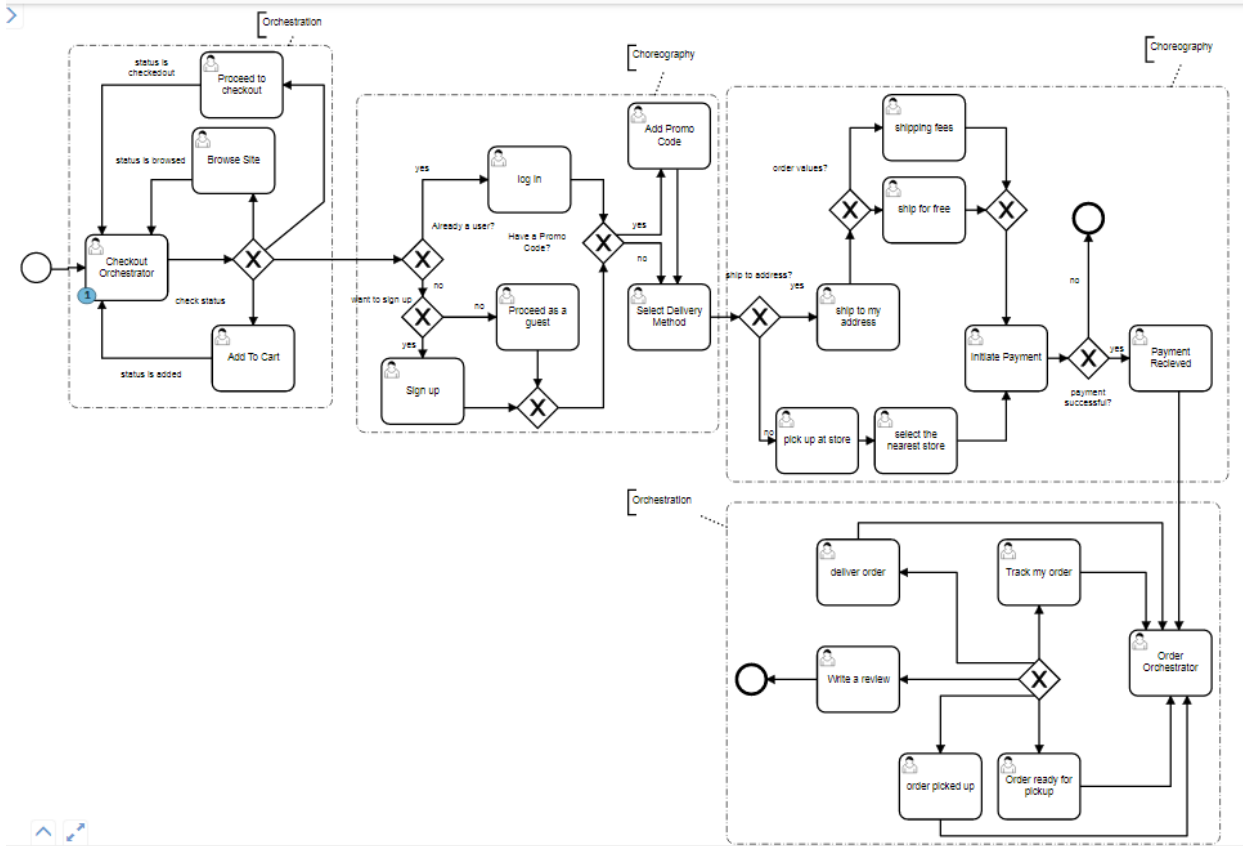 Orchestration
status is
checkedout
Proceed to
checkout
status is browsed
Browse Site
Checkout
Orchestrator
1
X
check status
Add To Cart
status is added
Choreography
Add Promo
Code
yes
log in
Already a user?
Have a Promo
Code?
X
X
yes
no
no
want to sign up
X
no
Proceed as a
guest
yes
Sign up
X
Select Delivery
Method
Choreography
shipping fees
order values?
ship for free
X
X
ship to address?
yes
X
ship to my
address
no
pick up at store
select the
nearest store
Initiate Payment
no
X
yes
payment
successful?
Payment
Recieved
Orchestration
deliver order
Track my order
Order
Orchestrator
Write a review
X
order picked up
Order ready for
pickup